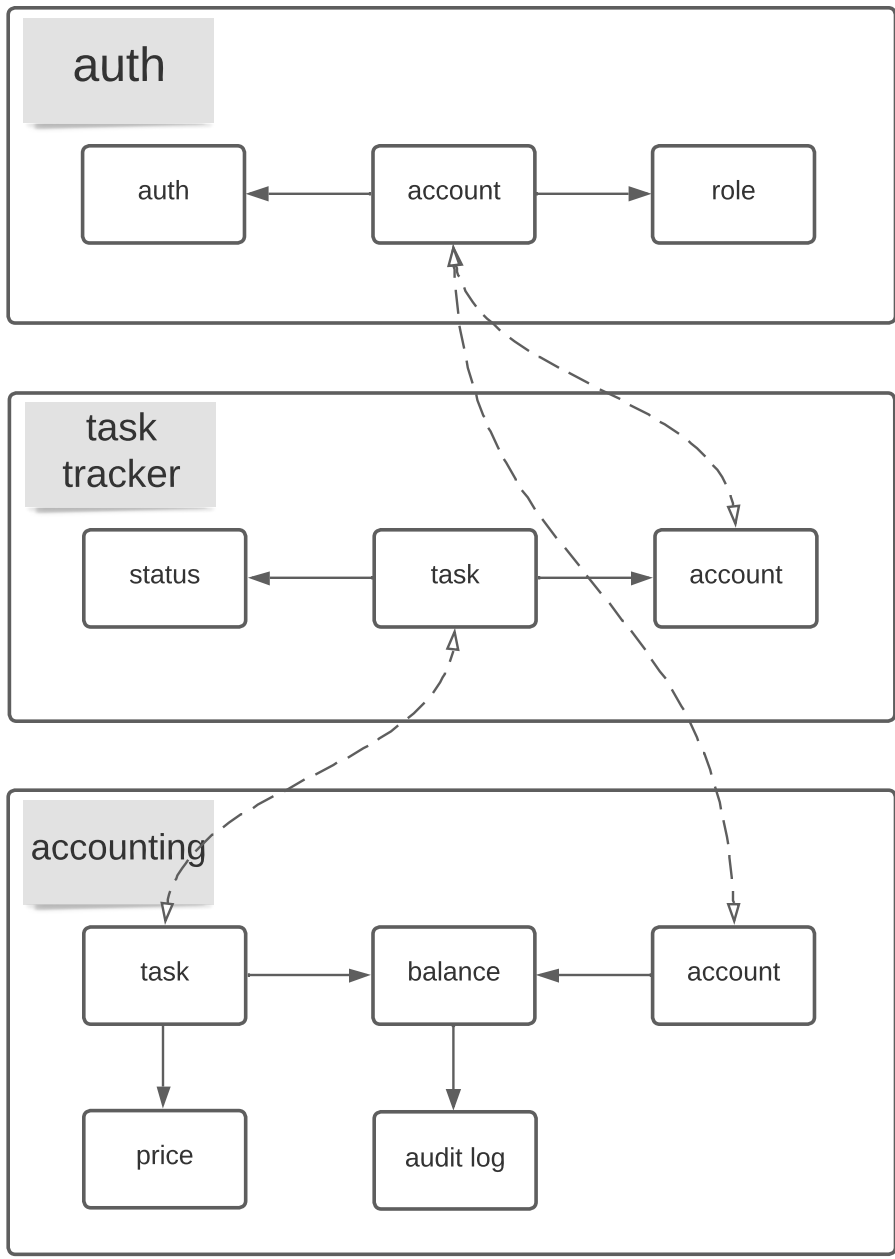 auth
auth
account
role
task
tracker
status
task
account
accounting
task
balance
account
price
audit log